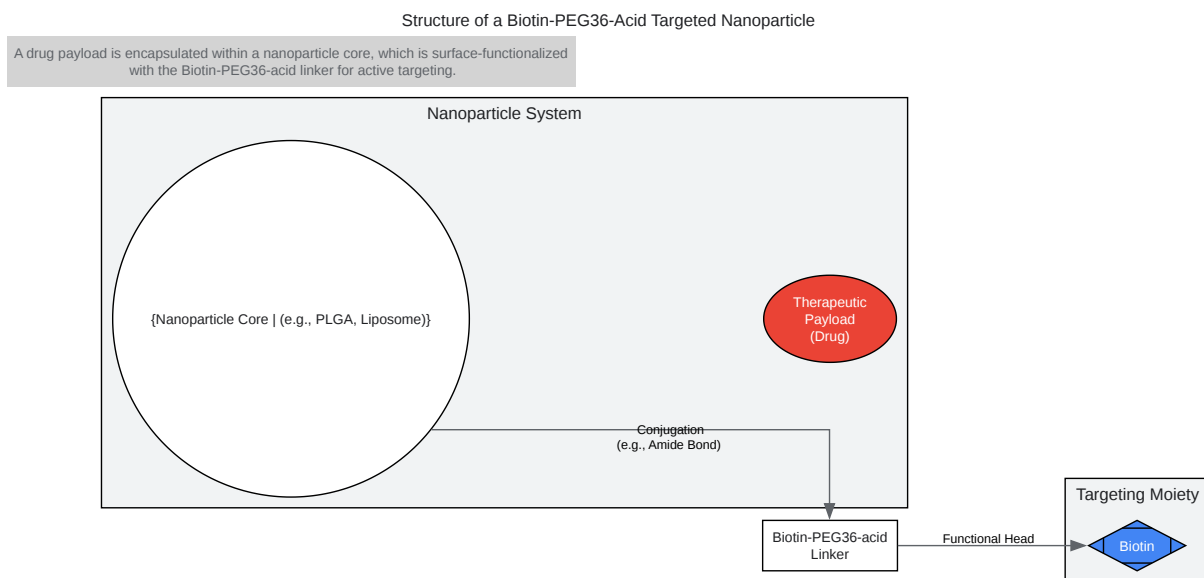 Structure of a Biotin-PEG36-Acid Targeted Nanoparticle
A drug payload is encapsulated within a nanoparticle core, which is surface-functionalized
with the Biotin-PEG36-acid linker for active targeting.
Nanoparticle System
{Nanoparticle Core | (e.g., PLGA, Liposome)}
Therapeutic
Payload
(Drug)
Conjugation
(e.g., Amide Bond)
Biotin-PEG36-acid
Linker
Functional Head
Targeting Moiety
Biotin